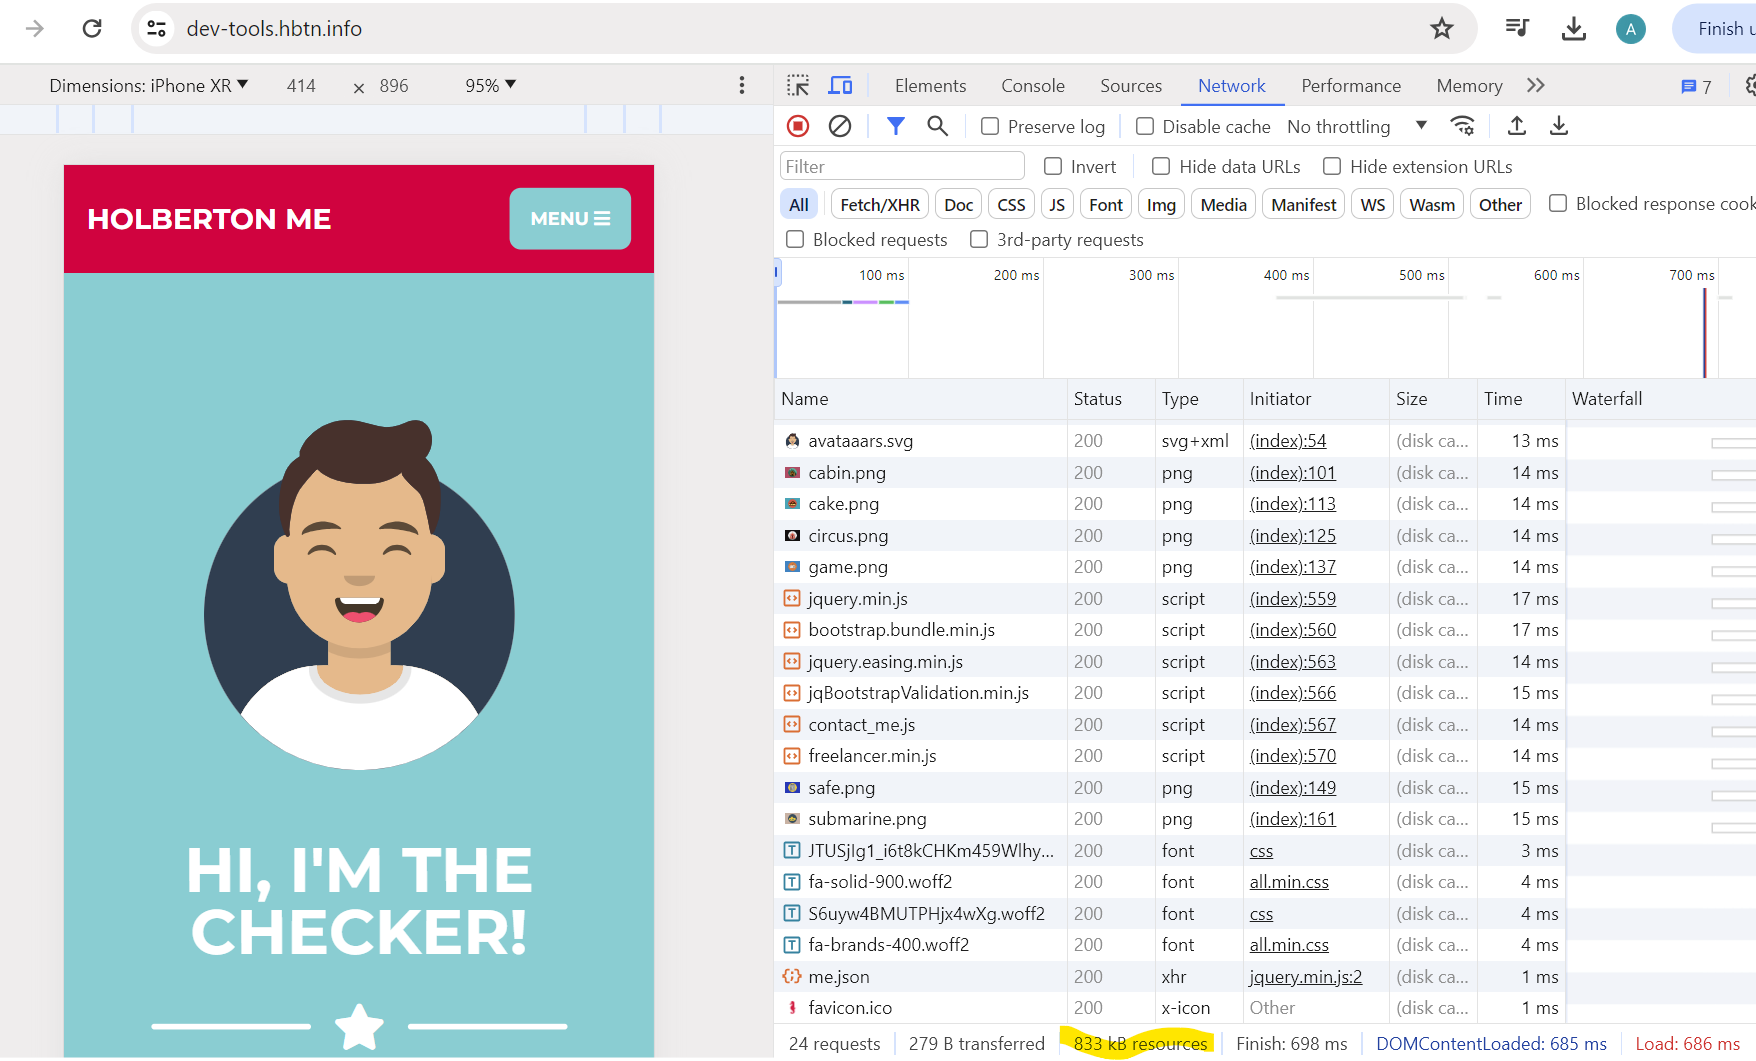 dev-tools.hbtn.info
A
Finish u
Dimensions: iPhone XR ▼ 414 × 896 95% ▼
Elements Console Sources Network Performance Memory 7
Preserve log Disable cache No throttling
Filter Invert Hide data URLs Hide extension URLs
All Fetch/XHR Doc CSS JS Font Img Media Manifest WS Wasm Other Blocked response cook
Blocked requests 3rd-party requests
100 ms 200 ms 300 ms 400 ms 500 ms 600 ms 700 ms
Name Status Type Initiator Size Time Waterfall
avataaars.svg 200 svg+xml (index):54 (disk ca... 13 ms
cabin.png 200 png (index):101 (disk ca... 14 ms
cake.png 200 png (index):113 (disk ca... 14 ms
circus.png 200 png (index):125 (disk ca... 14 ms
game.png 200 png (index):137 (disk ca... 14 ms
jquery.min.js 200 script (index):559 (disk ca... 17 ms
bootstrap.bundle.min.js 200 script (index):560 (disk ca... 17 ms
jquery.easing.min.js 200 script (index):563 (disk ca... 14 ms
jqBootstrapValidation.min.js 200 script (index):566 (disk ca... 15 ms
contact_me.js 200 script (index):567 (disk ca... 14 ms
freelancer.min.js 200 script (index):570 (disk ca... 14 ms
safe.png 200 png (index):149 (disk ca... 15 ms
submarine.png 200 png (index):161 (disk ca... 15 ms
JTUSjIg1_i6t8kCHKm459Wlhy... 200 font css (disk ca... 3 ms
fa-solid-900.woff2 200 font all.min.css (disk ca... 4 ms
S6uyw4BMUTPHjx4wXg.woff2 200 font css (disk ca... 4 ms
fa-brands-400.woff2 200 font all.min.css (disk ca... 4 ms
me.json 200 xhr jquery.min.js:2 (disk ca... 1 ms
favicon.ico 200 x-icon Other (disk ca... 1 ms
24 requests 279 B transferred 833 kB resources Finish: 698 ms DOMContentLoaded: 685 ms Load: 686 ms
HOLBERTON ME
MENU
HI, I'M THE
CHECKER!